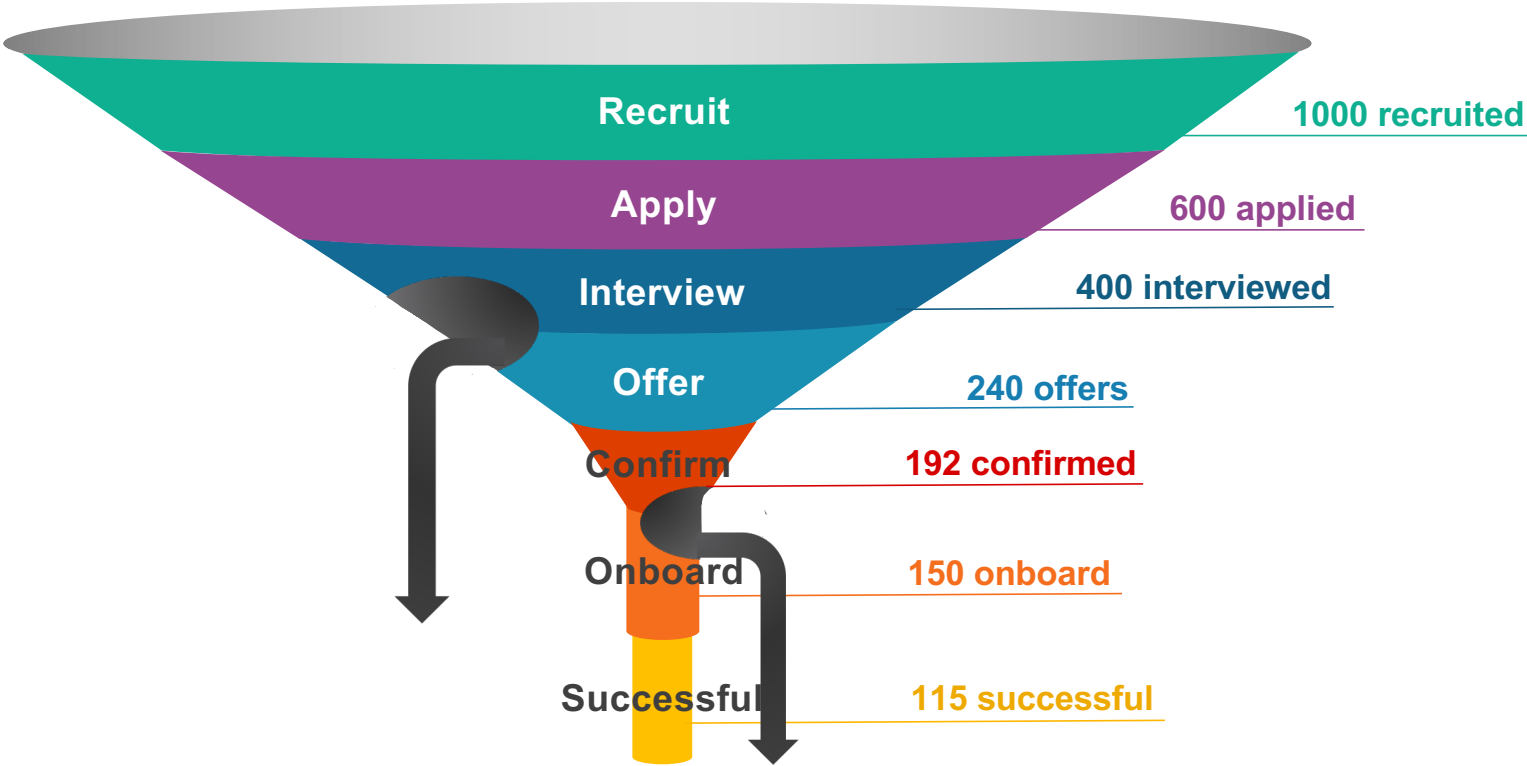 Recruit
1000 recruited
Apply
600 applied
Interview
400 interviewed
Offer
240 offers
Confirm
192 confirmed
Onboard
150 onboard
Successful
115 successful